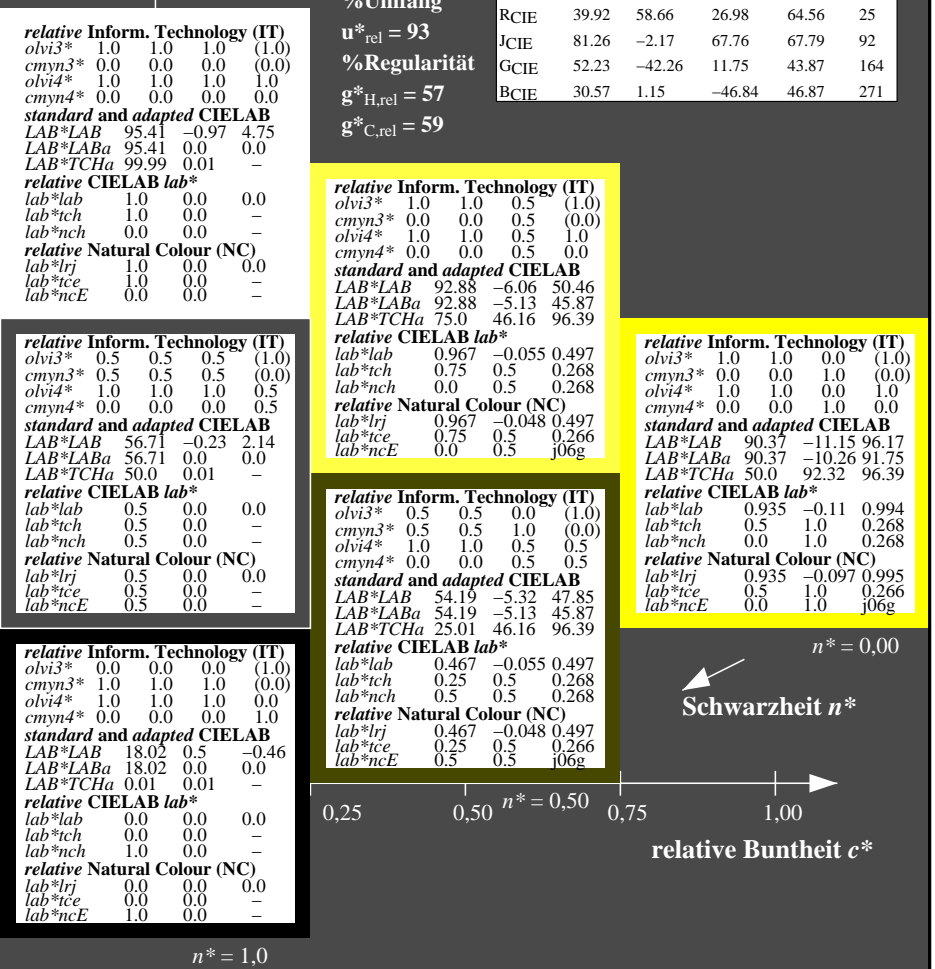 %Umfang
u*rel = 93
%Regularität
g*H,rel = 57
g*C,rel = 59
RCIE 39.92 58.66 26.98 64.56 25
JCIE 81.26 −2.17 67.76 67.79 92
GCIE 52.23 −42.26 11.75 43.87 164
BCIE 30.57 1.15 −46.84 46.87 271
relative Inform. Technology (IT)
olvi3* 1.0 1.0 1.0 (1.0)
cmyn3* 0.0 0.0 0.0 (0.0)
olvi4* 1.0 1.0 1.0 1.0
cmyn4* 0.0 0.0 0.0 0.0
standard and adapted CIELAB
LAB*LAB 95.41 −0.97 4.75
LAB*LABa 95.41 0.0 0.0
LAB*TCHa 99.99 0.01 –
relative CIELAB lab*
lab*lab 1.0 0.0 0.0
lab*tch 1.0 0.0 –
lab*nch 0.0 0.0 –
relative Natural Colour (NC)
lab*lrj 1.0 0.0 0.0
lab*tce 1.0 0.0 –
lab*ncE 0.0 0.0 –
relative Inform. Technology (IT)
olvi3* 1.0 1.0 0.5 (1.0)
cmyn3* 0.0 0.0 0.5 (0.0)
olvi4* 1.0 1.0 0.5 1.0
cmyn4* 0.0 0.0 0.5 0.0
standard and adapted CIELAB
LAB*LAB 92.88 −6.06 50.46
LAB*LABa 92.88 −5.13 45.87
LAB*TCHa 75.0 46.16 96.39
relative CIELAB lab*
lab*lab 0.967 −0.055 0.497
lab*tch 0.75 0.5 0.268
lab*nch 0.0 0.5 0.268
relative Natural Colour (NC)
lab*lrj 0.967 −0.048 0.497
lab*tce 0.75 0.5 0.266
lab*ncE 0.0 0.5 j06g
relative Inform. Technology (IT)
olvi3* 0.5 0.5 0.5 (1.0)
cmyn3* 0.5 0.5 0.5 (0.0)
olvi4* 1.0 1.0 1.0 0.5
cmyn4* 0.0 0.0 0.0 0.5
standard and adapted CIELAB
LAB*LAB 56.71 −0.23 2.14
LAB*LABa 56.71 0.0 0.0
LAB*TCHa 50.0 0.01 –
relative CIELAB lab*
lab*lab 0.5 0.0 0.0
lab*tch 0.5 0.0 –
lab*nch 0.5 0.0 –
relative Natural Colour (NC)
lab*lrj 0.5 0.0 0.0
lab*tce 0.5 0.0 –
lab*ncE 0.5 0.0 –
relative Inform. Technology (IT)
olvi3* 1.0 1.0 0.0 (1.0)
cmyn3* 0.0 0.0 1.0 (0.0)
olvi4* 1.0 1.0 0.0 1.0
cmyn4* 0.0 0.0 1.0 0.0
standard and adapted CIELAB
LAB*LAB 90.37 −11.15 96.17
LAB*LABa 90.37 −10.26 91.75
LAB*TCHa 50.0 92.32 96.39
relative CIELAB lab*
lab*lab 0.935 −0.11 0.994
lab*tch 0.5 1.0 0.268
lab*nch 0.0 1.0 0.268
relative Natural Colour (NC)
lab*lrj 0.935 −0.097 0.995
lab*tce 0.5 1.0 0.266
lab*ncE 0.0 1.0 j06g
relative Inform. Technology (IT)
olvi3* 0.5 0.5 0.0 (1.0)
cmyn3* 0.5 0.5 1.0 (0.0)
olvi4* 1.0 1.0 0.5 0.5
cmyn4* 0.0 0.0 0.5 0.5
standard and adapted CIELAB
LAB*LAB 54.19 −5.32 47.85
LAB*LABa 54.19 −5.13 45.87
LAB*TCHa 25.01 46.16 96.39
relative CIELAB lab*
lab*lab 0.467 −0.055 0.497
lab*tch 0.25 0.5 0.268
lab*nch 0.5 0.5 0.268
relative Natural Colour (NC)
lab*lrj 0.467 −0.048 0.497
lab*tce 0.25 0.5 0.266
lab*ncE 0.5 0.5 j06g
n* = 0,00
Schwarzheit n*
relative Inform. Technology (IT)
olvi3* 0.0 0.0 0.0 (1.0)
cmyn3* 1.0 1.0 1.0 (0.0)
olvi4* 1.0 1.0 1.0 0.0
cmyn4* 0.0 0.0 0.0 1.0
standard and adapted CIELAB
LAB*LAB 18.02 0.5 −0.46
LAB*LABa 18.02 0.0 0.0
LAB*TCHa 0.01 0.01 –
relative CIELAB lab*
lab*lab 0.0 0.0 0.0
lab*tch 0.0 0.0 –
lab*nch 1.0 0.0 –
relative Natural Colour (NC)
lab*lrj 0.0 0.0 0.0
lab*tce 0.0 0.0 –
lab*ncE 1.0 0.0 –
0,25 0,50 n* = 0,50 0,75 1,00
relative Buntheit c*
n* = 1,0